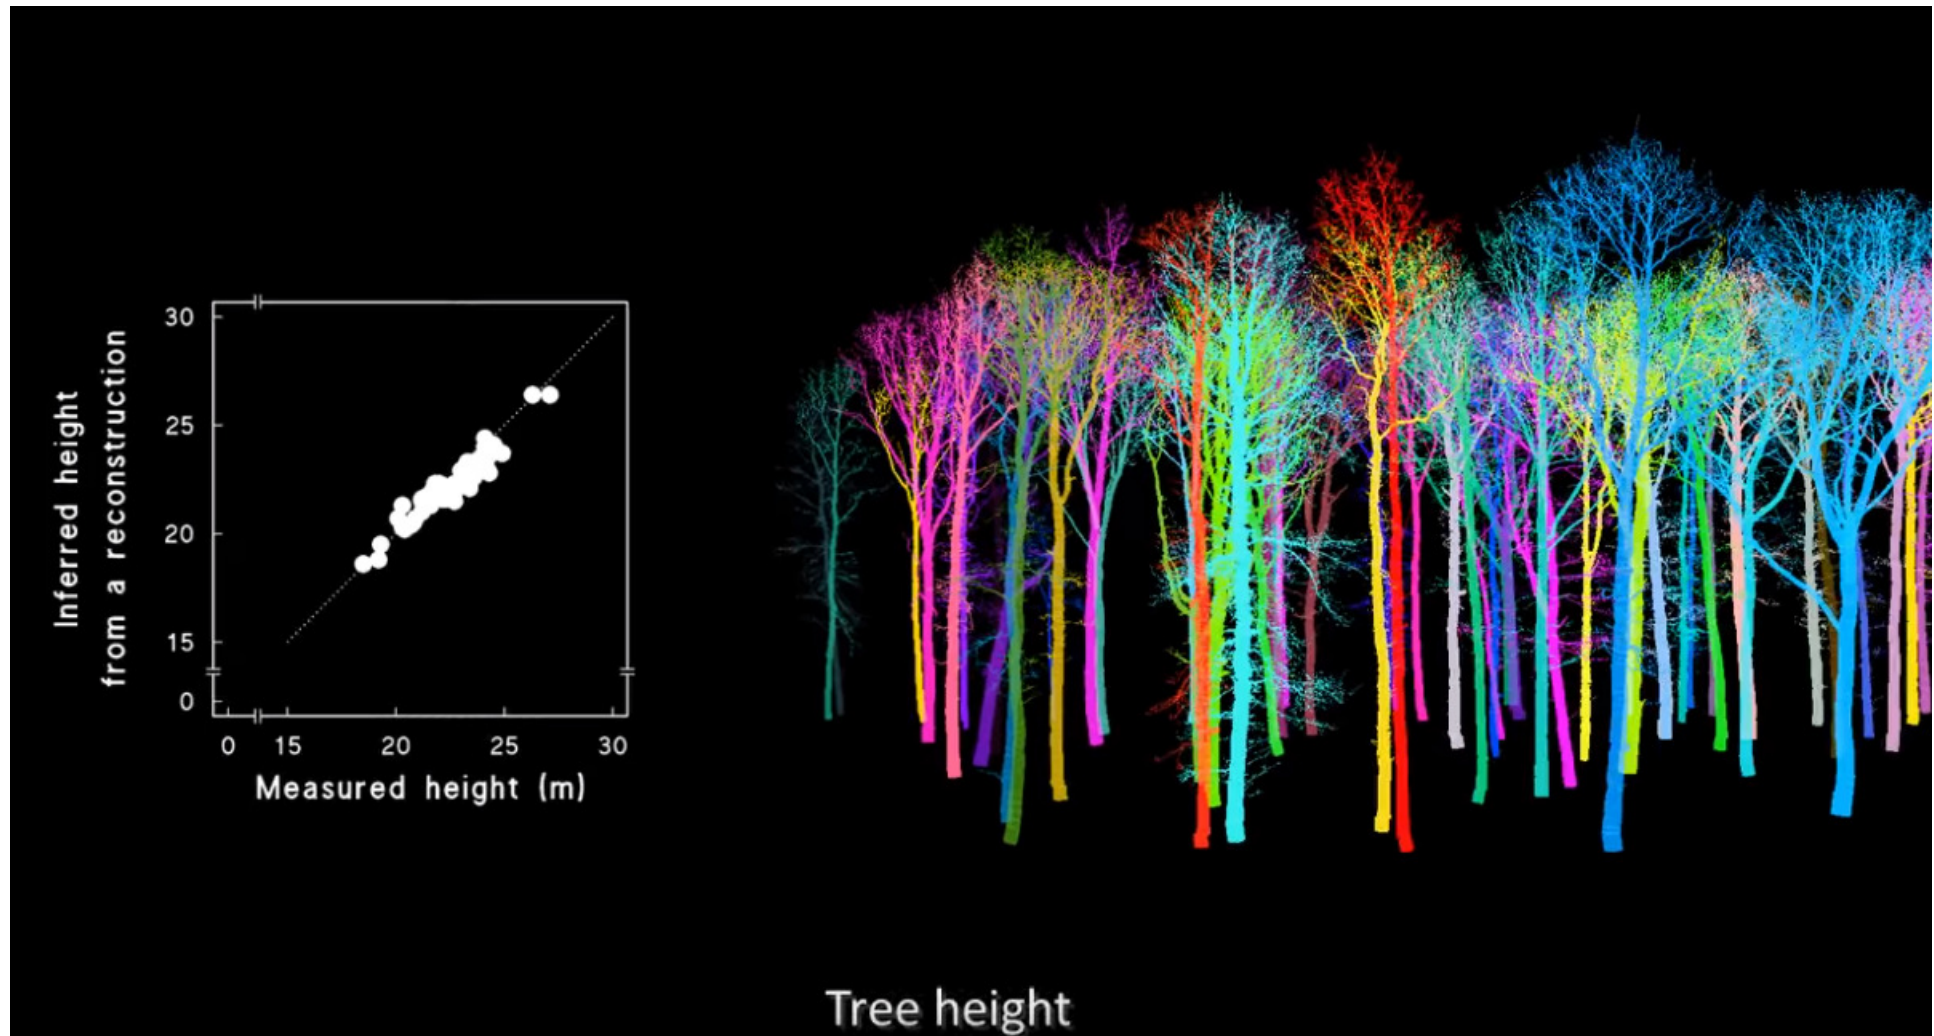 Inferred height
from a reconstruction
30
25
20
15
0
0 15 20 25 30
Measured height (m)
Tree height